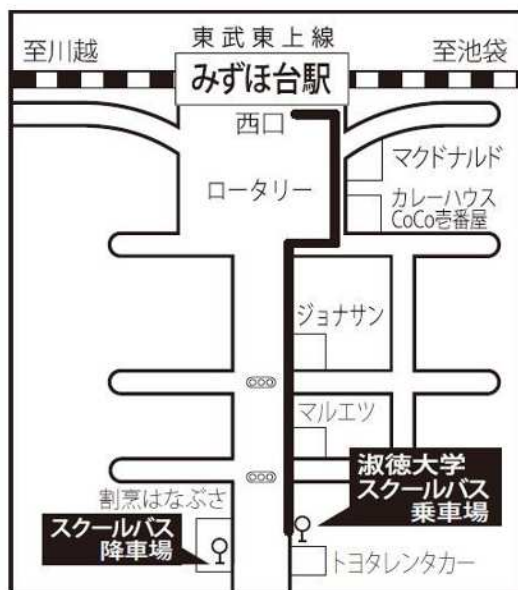 東武東上線
至川越
至池袋
みずほ台駅
西口
マクドナルド
ロータリー
カレーハウス
CoCo壱番屋
ジョナサン
マルエツ
淑徳大学
スクールバス
乗車場
割烹はなぶさ
スクールバス
降車場
トヨタレンタカー